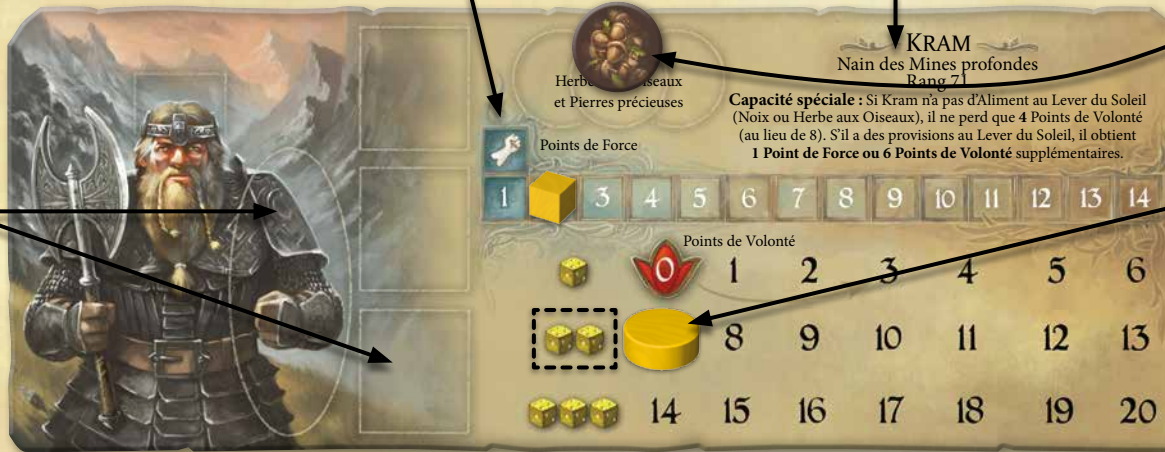 KRAM
Nain des Mines profondes
Rang 71
Capacité spéciale : Si Kram n'a pas d'Aliment au Lever du Soleil
(Noix ou Herbe aux Oiseaux), il ne perd que 4 Points de Volonté
(au lieu de 8). S'il a des provisions au Lever du Soleil, il obtient
1 Point de Force ou 6 Points de Volonté supplémentaires.
et Pierres précieuses
Points de Force
1 3 4 5 6 7 8 9 10 11 12 13 14
Points de Volonté
0 1 2 3 4 5 6
8 9 10 11 12 13
14 15 16 17 18 19 20